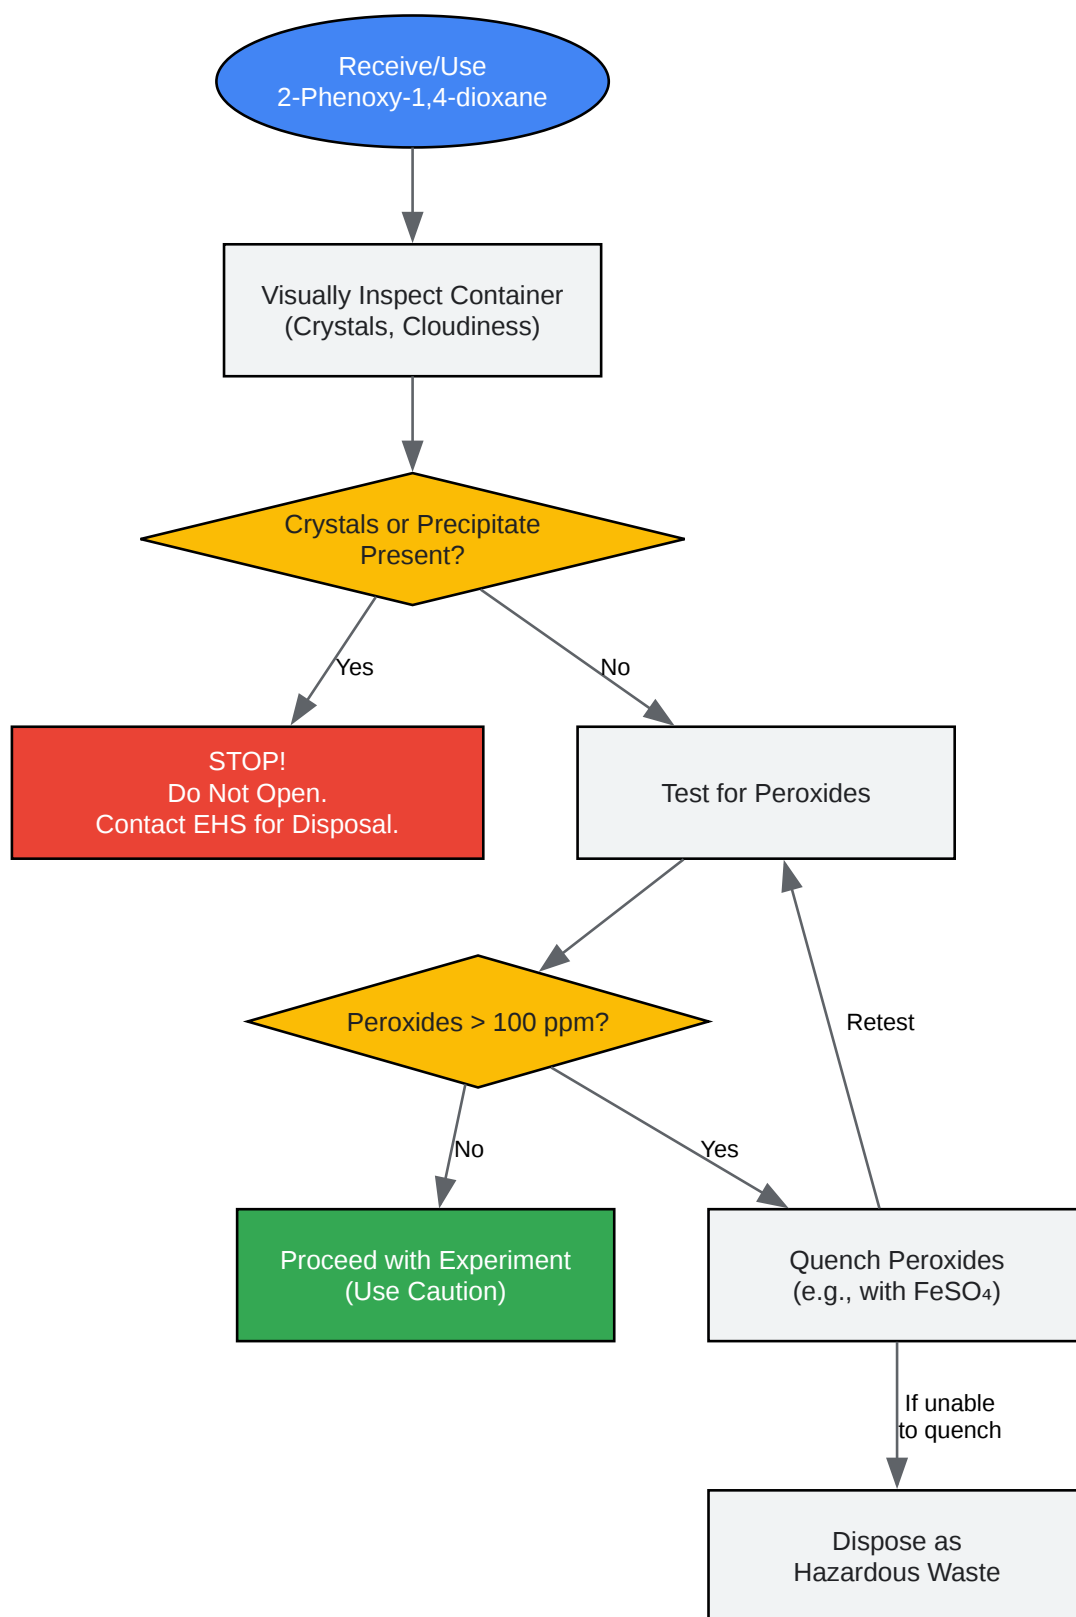 Receive/Use
2-Phenoxy-1,4-dioxane
Visually Inspect Container
(Crystals, Cloudiness)
Crystals or Precipitate
Present?
Yes
No
STOP!
Do Not Open.
Contact EHS for Disposal.
Test for Peroxides
Peroxides > 100 ppm?
Retest
No
Yes
Proceed with Experiment
(Use Caution)
Quench Peroxides
(e.g., with FeSO₄)
If unable
to quench
Dispose as
Hazardous Waste